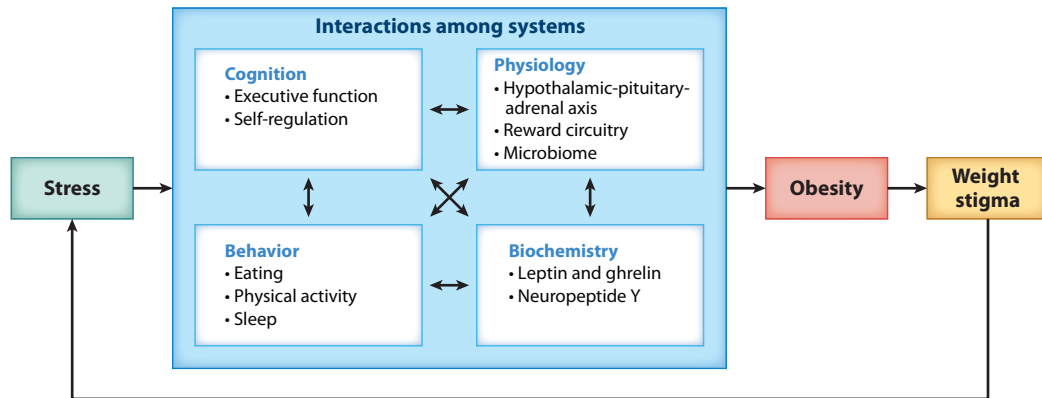 Interactions among systems
Cognition
• Executive function
• Self-regulation
Physiology
• Hypothalamic-pituitary-
adrenal axis
• Reward circuitry
• Microbiome
Stress
Obesity
Weight
stigma
Behavior
• Eating
• Physical activity
• Sleep
Biochemistry
• Leptin and ghrelin
• Neuropeptide Y